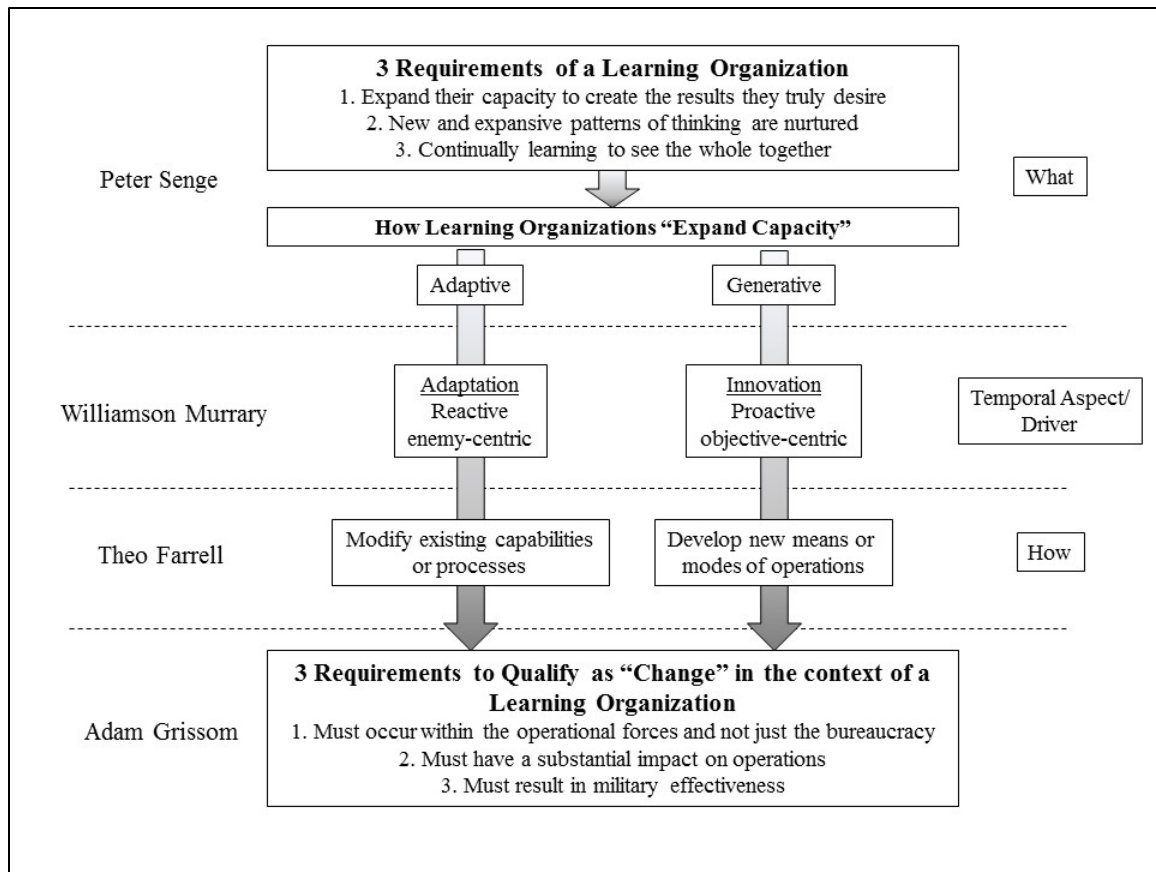 3 Requirements of a Learning Organization
1. Expand their capacity to create the results they truly desire
2. New and expansive patterns of thinking are nurtured
3. Continually learning to see the whole together
Peter Senge
What
How Learning Organizations “Expand Capacity”
Adaptive
Generative
Williamson Murrary
Adaptation
Reactive
enemy-centric
Innovation
Proactive
objective-centric
Temporal Aspect/
Driver
Theo Farrell
Modify existing capabilities
or processes
Develop new means or
modes of operations
How
Adam Grissom
3 Requirements to Qualify as “Change” in the context of a
Learning Organization
1. Must occur within the operational forces and not just the bureaucracy
2. Must have a substantial impact on operations
3. Must result in military effectiveness